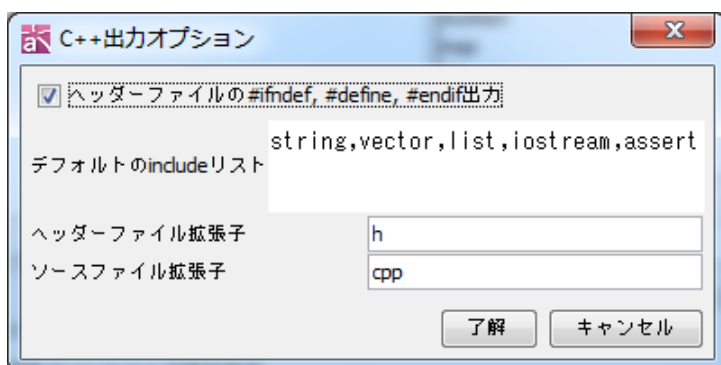 C++出力オプション
ヘッダーファイルの#ifndef, #define, #endif出力
デフォルトのincludeリスト
string,vector,list,iostream,assert
ヘッダーファイル拡張子
h
ソースファイル拡張子
cpp
了解
キャンセル